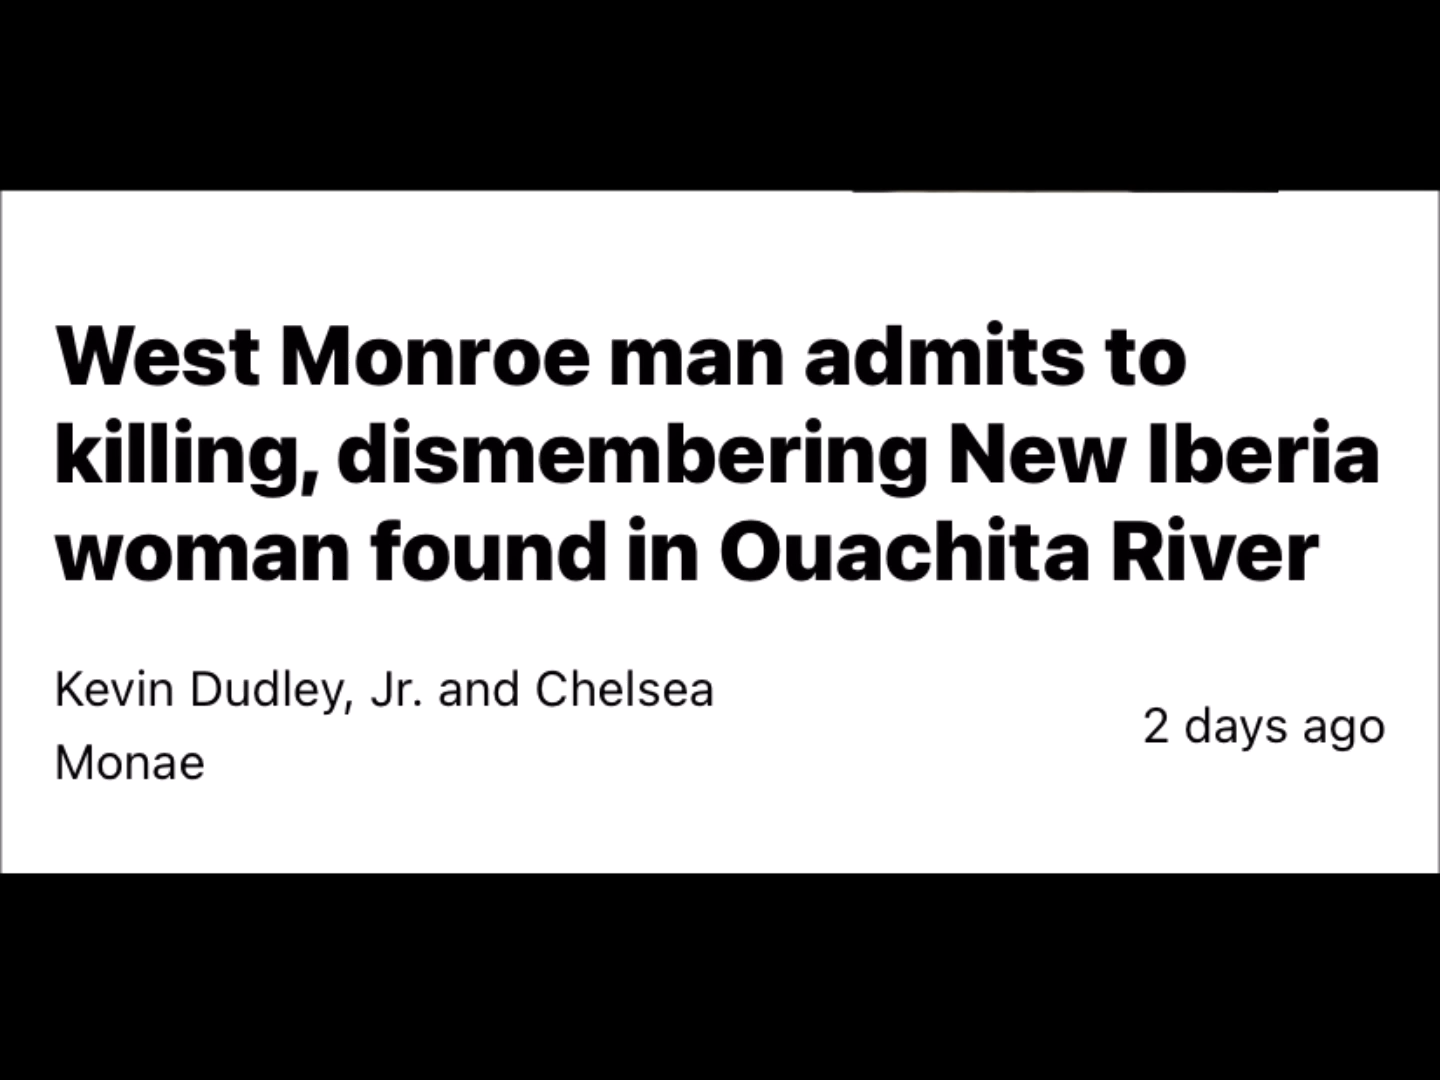 West Monroe man admits to
killing, dismembering New Iberia
woman found in Ouachita River
Kevin Dudley, Jr. and Chelsea
Monae
2 days ago